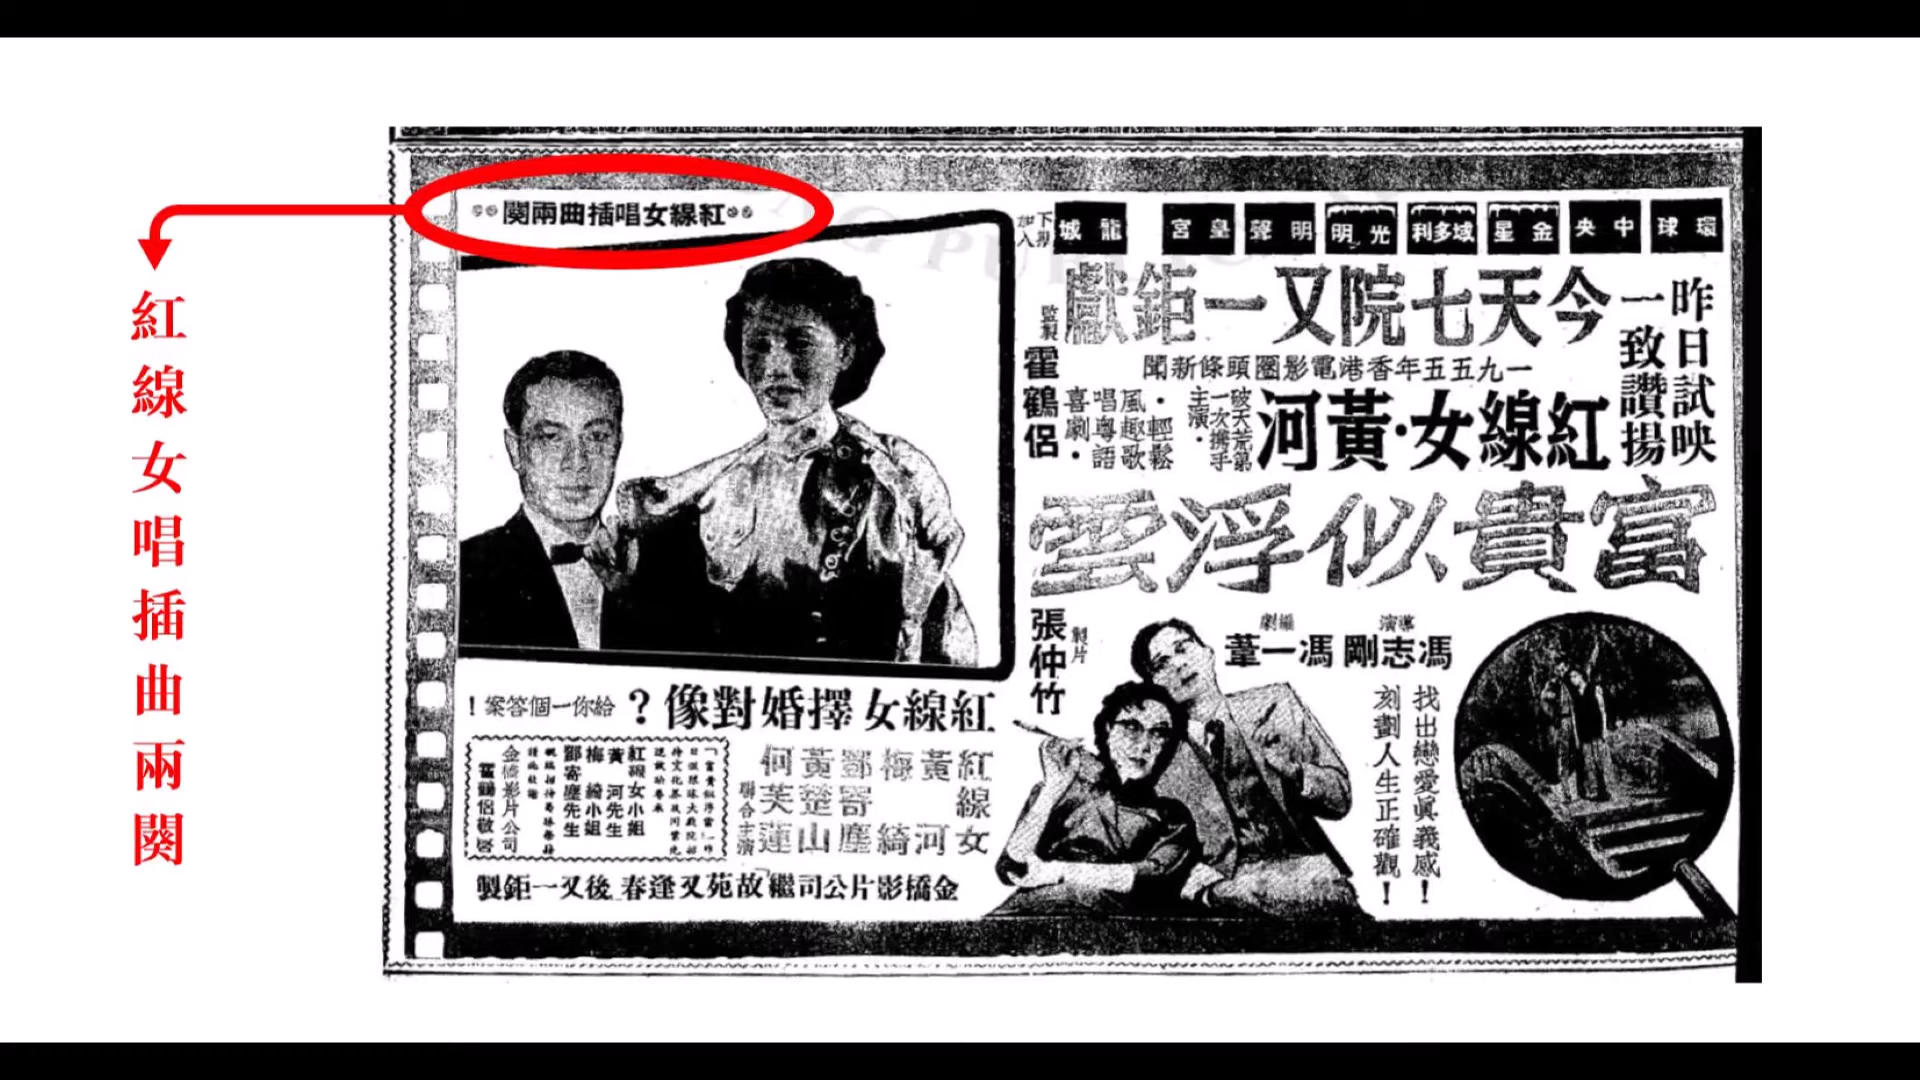 紅線女唱插曲兩闋
紅線女唱插曲兩闋
環球
中央
金星
域多利
光明
明聲
皇宮
龍城
下期加入
昨日試映
一致讚揚
今天七院又一鉅獻
一九五五年香港電影圈頭條新聞
紅線女·黃河
破天荒第一次携手主演·
·輕鬆風趣歌唱粵語喜劇·
監製
霍鶴侶
富貴似浮雲
導演
馮志剛
編劇
馮一葦
製片
張仲竹
找出戀愛真義感!
刻劃人生正確觀!
紅線女擇婚對像?
給你一個答案!
紅線女
黃河
梅綺
鄧寄塵
黃楚山
何芙蓮
聯合主演
紅線女小姐
黃河先生
梅綺小姐
鄧寄塵先生
金橋影片公司
霍鶴侶敬啓
金橋影片公司繼「故苑又逢春」後又一鉅製